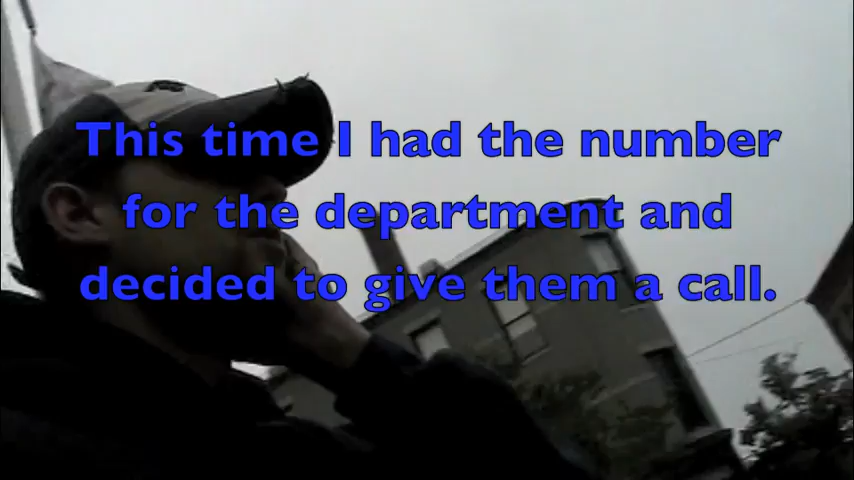 This time I had the number
for the department and
decided to give them a call.